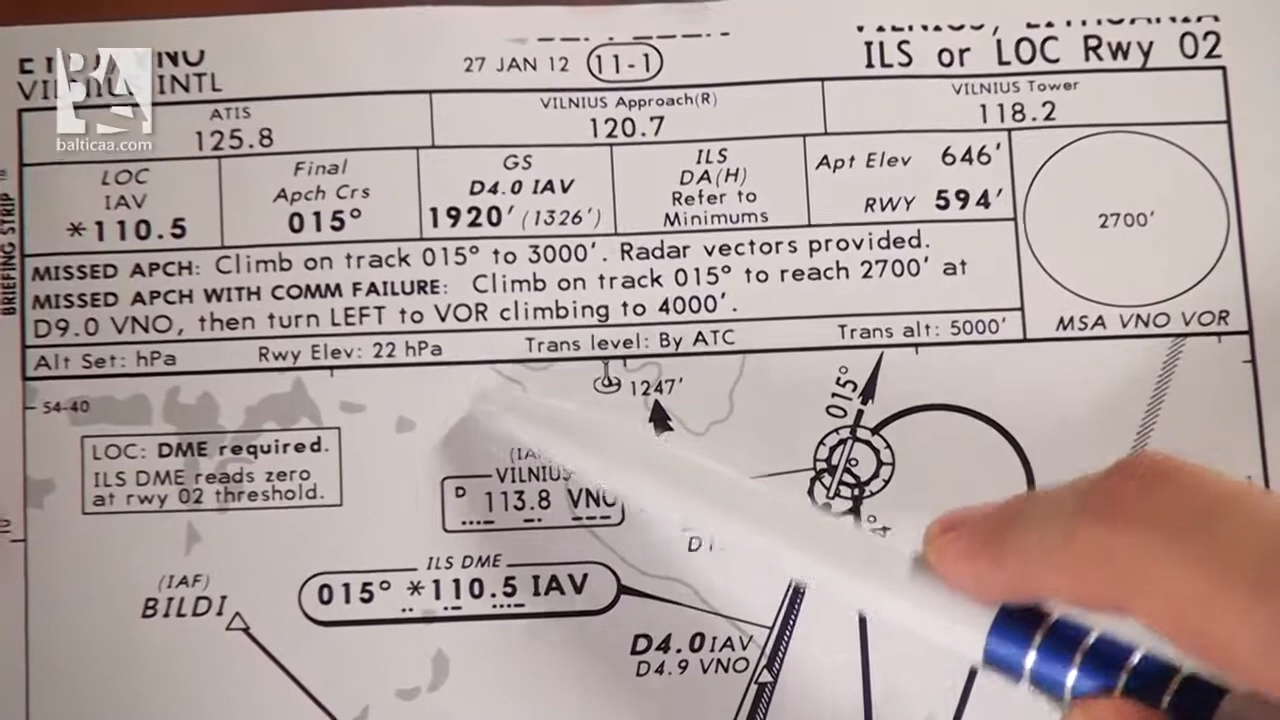 BA
balticaa.com
VILNIUS INTL
27 JAN 12 11-1
VILNIUS, LITHUANIA
ILS or LOC Rwy 02
ATIS
125.8
VILNIUS Approach(R)
120.7
VILNIUS Tower
118.2
BRIEFING STRIP
LOC
IAV
*110.5
Final
Apch Crs
015°
GS
D4.0 IAV
1920' (1326')
ILS
DA(H)
Refer to
Minimums
Apt Elev 646'
RWY 594'
2700'
MSA VNO VOR
MISSED APCH: Climb on track 015° to 3000'. Radar vectors provided.
MISSED APCH WITH COMM FAILURE: Climb on track 015° to reach 2700' at
D9.0 VNO, then turn LEFT to VOR climbing to 4000'.
Alt Set: hPa Rwy Elev: 22 hPa Trans level: By ATC Trans alt: 5000'
54-40
1247'
015°
LOC: DME required.
ILS DME reads zero
at rwy 02 threshold.
VILNIUS
D 113.8 VNO
ILS DME
015° *110.5 IAV
(IAF)
BILDI
D4.0 IAV
D4.9 VNO